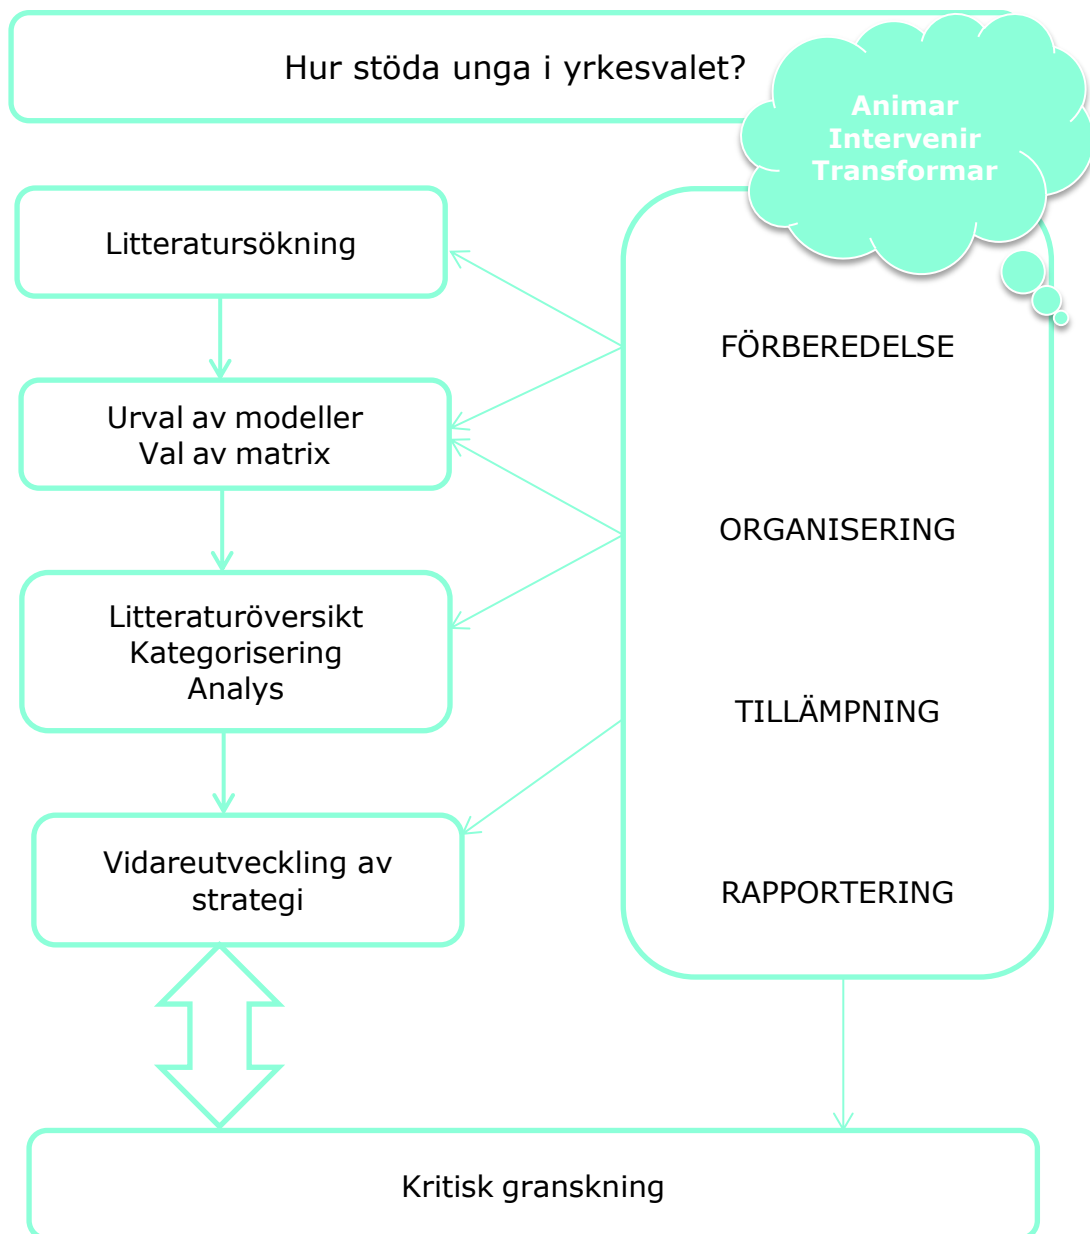 Hur stöda unga i yrkesvalet?
Animar
Intervenir
Transformar
Litteratursökning
Urval av modeller
Val av matrix
Litteraturöversikt
Kategorisering
Analys
Vidareutveckling av
strategi
FÖRBEREDELSE
ORGANISERING
TILLÄMPNING
RAPPORTERING
Kritisk granskning